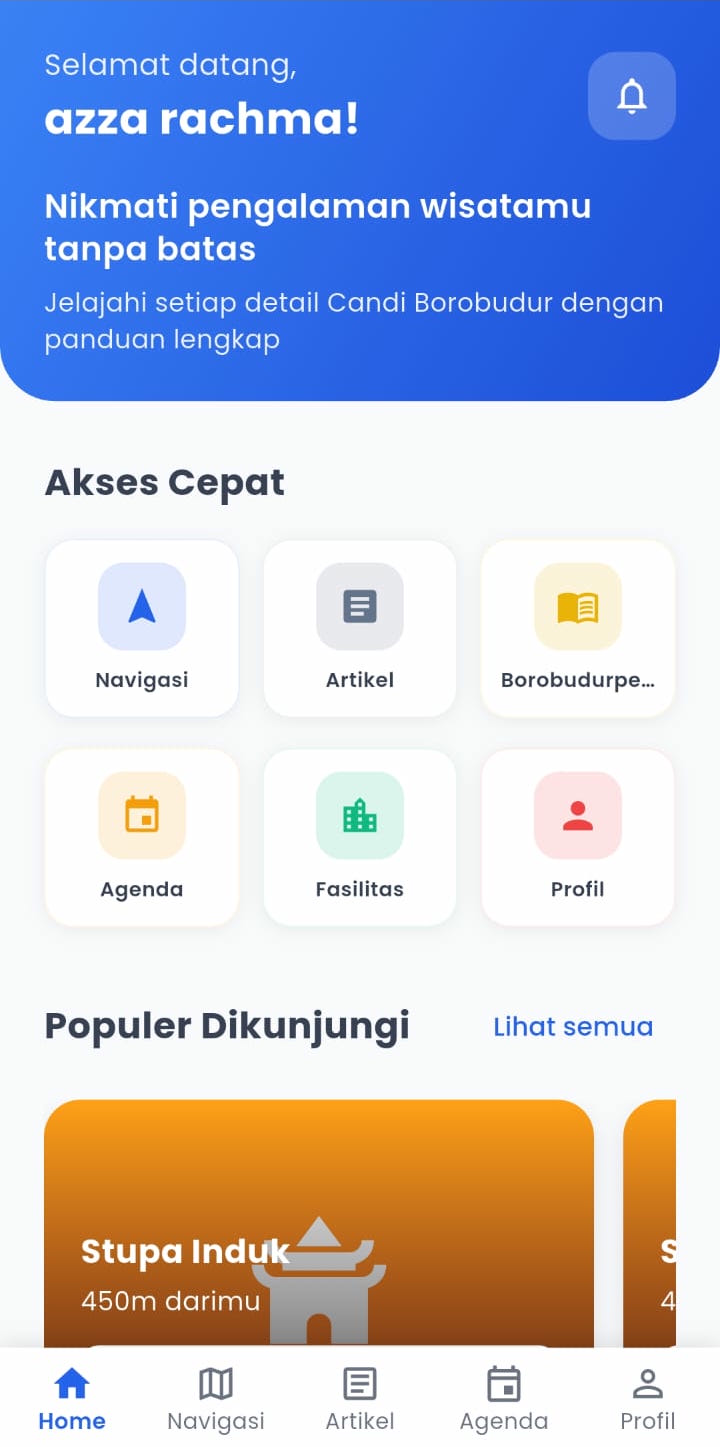 Selamat datang,
azza rachma!
Nikmati pengalaman wisatamu
tanpa batas
Jelajahi setiap detail Candi Borobudur dengan
panduan lengkap
Akses Cepat
Navigasi
Artikel
Borobudurpe...
Agenda
Fasilitas
Profil
Populer Dikunjungi
Lihat semua
Stupa Induk
450m darimu
S
4
Home
Navigasi
Artikel
Agenda
Profil